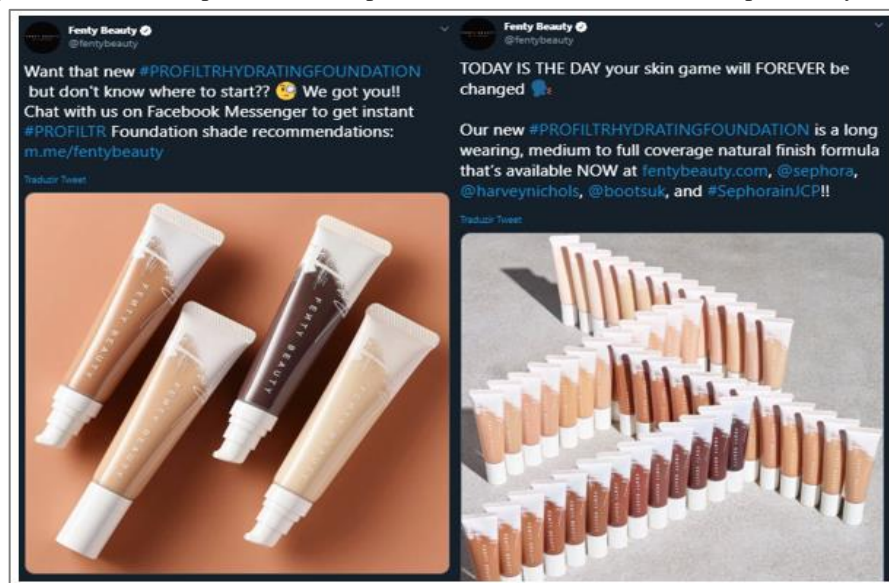 Fenty Beauty
@fentybeauty
Want that new #PROFILTRHYDRATINGFOUNDATION
but don't know where to start?? 🧐 We got you!!
Chat with us on Facebook Messenger to get instant
#PROFILTR Foundation shade recommendations:
m.me/fentybeauty
Traduzir Tweet
FENTY BEAUTY
FENTY BEAUTY
FENTY BEAUTY
FENTY BEAUTY
Fenty Beauty
@fentybeauty
TODAY IS THE DAY your skin game will FOREVER be
changed 🗣
Our new #PROFILTRHYDRATINGFOUNDATION is a long
wearing, medium to full coverage natural finish formula
that's available NOW at fentybeauty.com, @sephora,
@harveynichols, @bootsuk, and #SephorainJCP!!
Traduzir Tweet